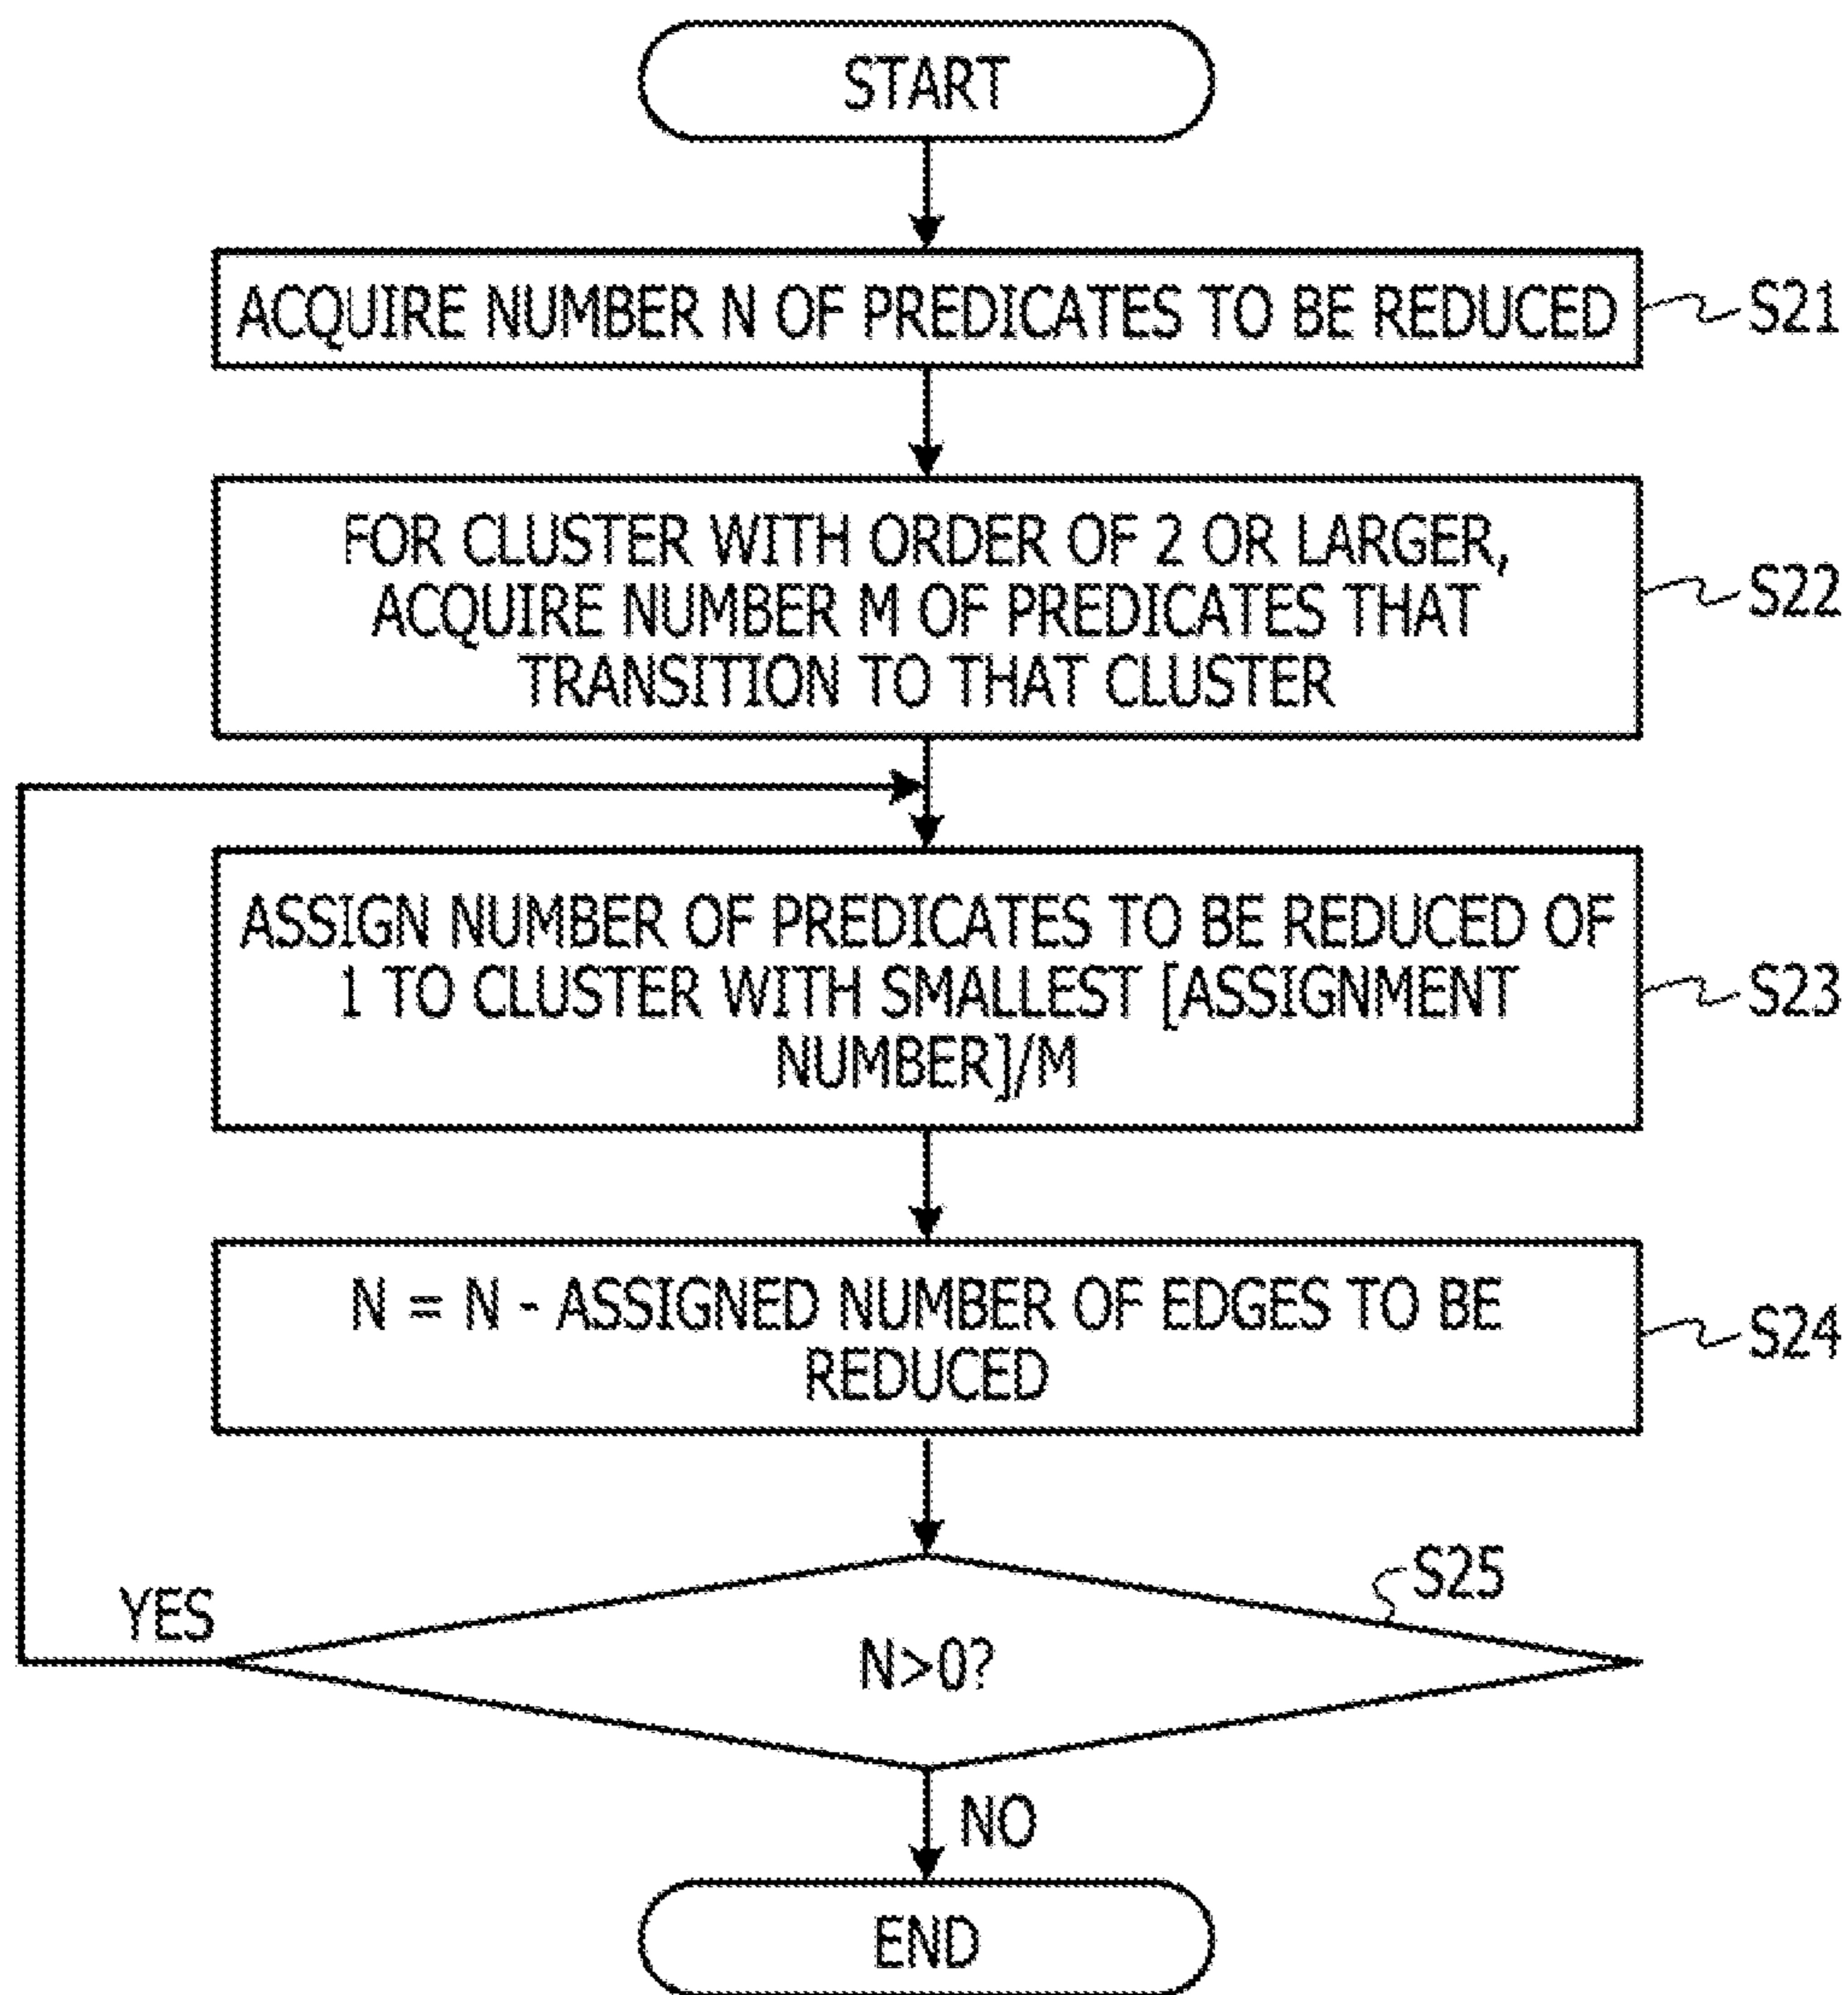 START
ACQUIRE NUMBER N OF PREDICATES TO BE REDUCED
S21
FOR CLUSTER WITH ORDER OF 2 OR LARGER,
ACQUIRE NUMBER M OF PREDICATES THAT
TRANSITION TO THAT CLUSTER
S22
ASSIGN NUMBER OF PREDICATES TO BE REDUCED OF
1 TO CLUSTER WITH SMALLEST [ASSIGNMENT
NUMBER]/M
S23
N = N - ASSIGNED NUMBER OF EDGES TO BE
REDUCED
S24
S25
YES
N>0?
NO
END